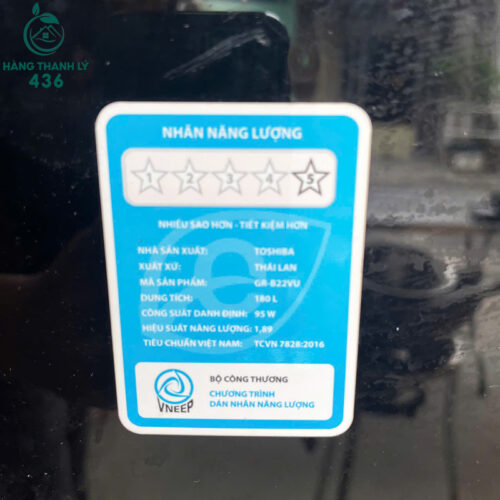 HÀNG THANH LÝ
436
NHÃN NĂNG LƯỢNG
1 2 3 4 5
NHIỀU SAO HƠN - TIẾT KIỆM HƠN
NHÀ SẢN XUẤT: TOSHIBA
XUẤT XỨ: THÁI LAN
MÃ SẢN PHẨM: GR-B22VU
DUNG TÍCH: 180 L
CÔNG SUẤT DANH ĐỊNH: 95 W
HIỆU SUẤT NĂNG LƯỢNG: 1,89
TIÊU CHUẨN VIỆT NAM: TCVN 7828:2016
VNEEP
BỘ CÔNG THƯƠNG
CHƯƠNG TRÌNH
DÁN NHÃN NĂNG LƯỢNG